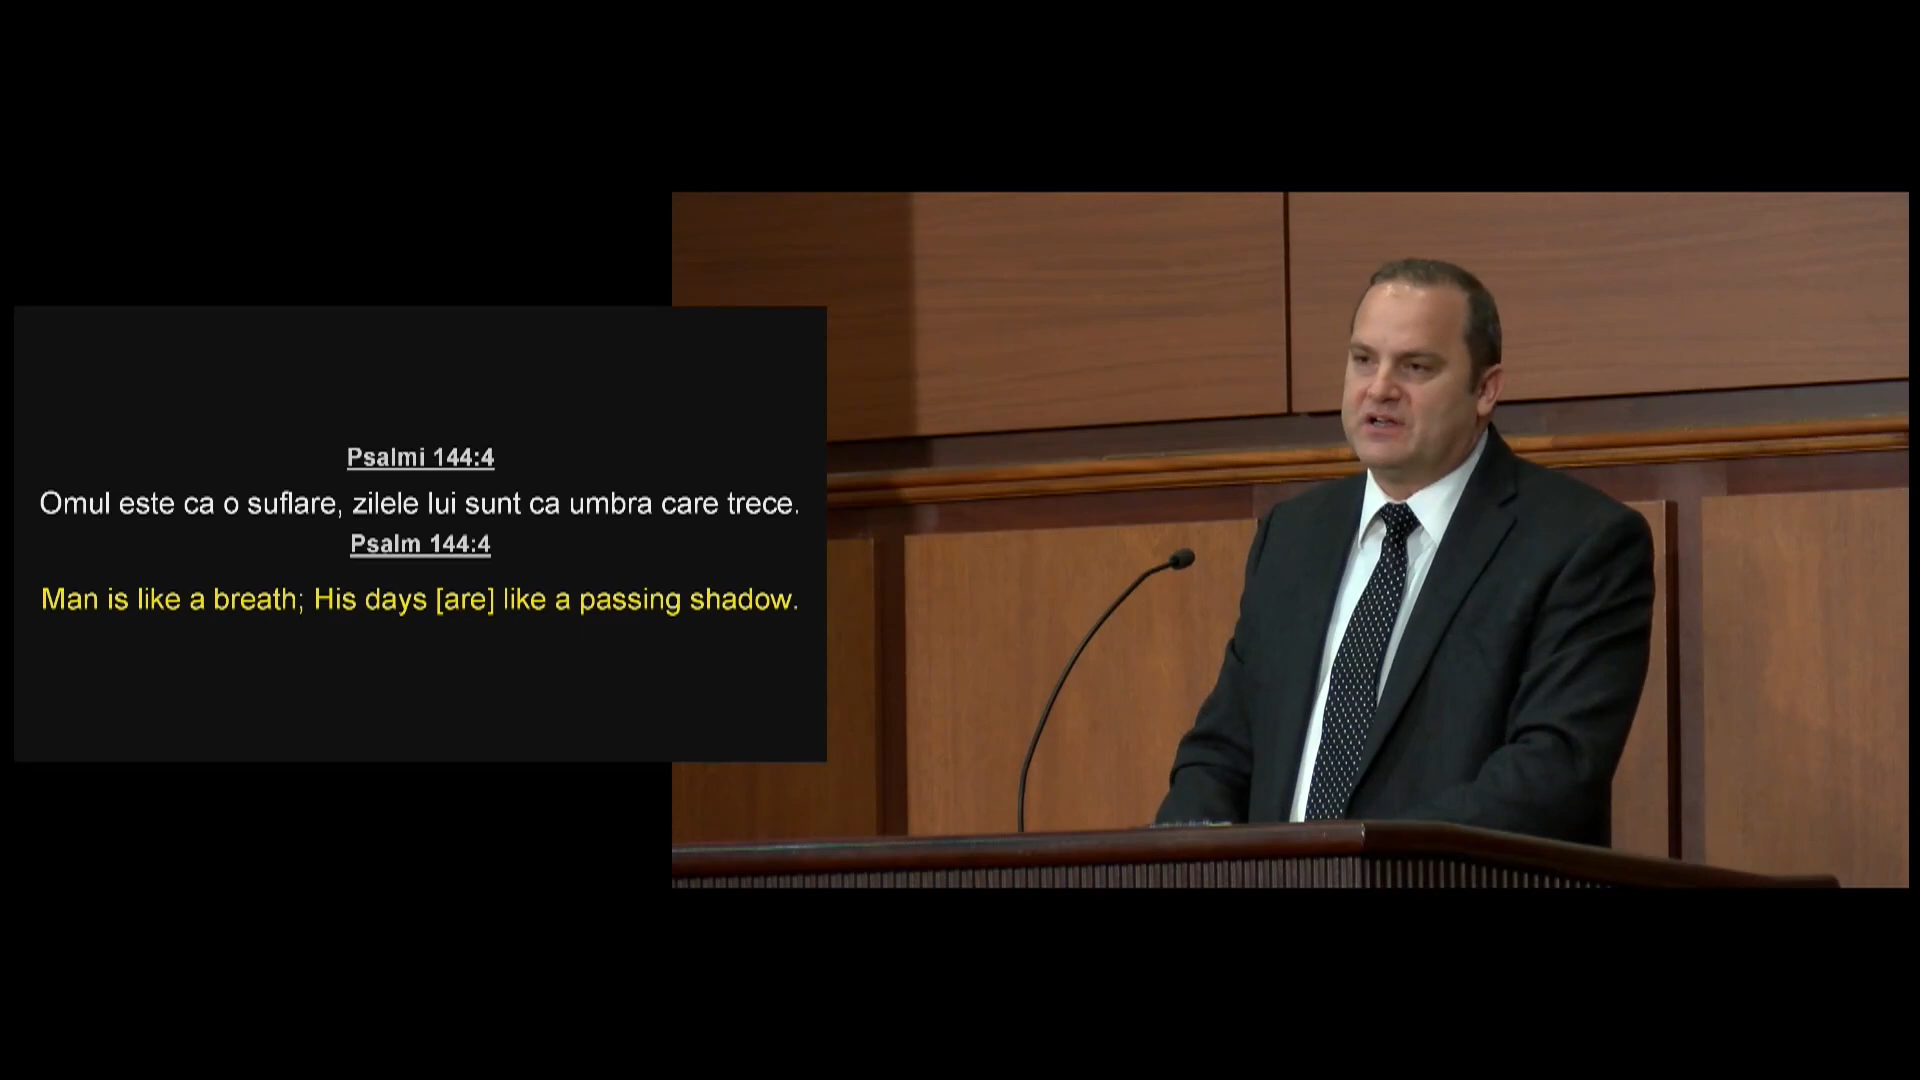 Psalmi 144:4
Omul este ca o suflare, zilele lui sunt ca umbra care trece.
Psalm 144:4
Man is like a breath; His days [are] like a passing shadow.